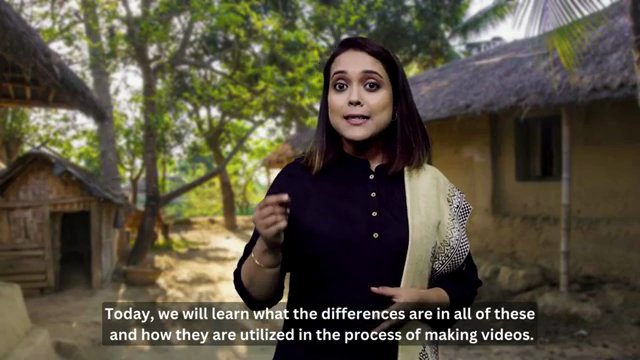 Today, we will learn what the differences are in all of these
and how they are utilized in the process of making videos.